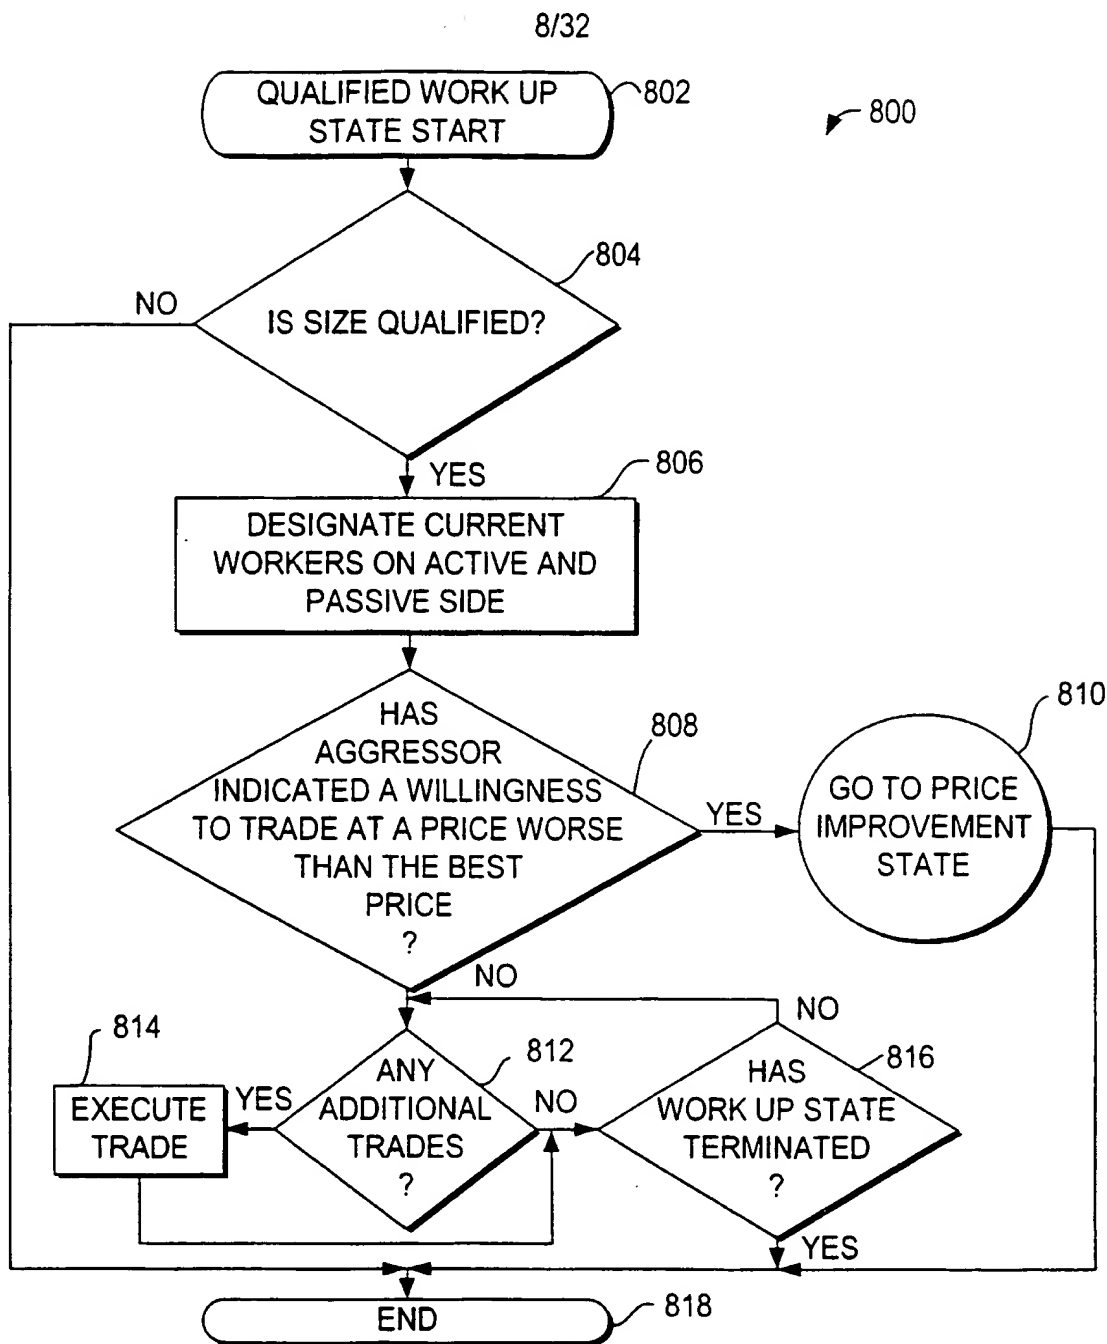 8/32
QUALIFIED WORK UP
STATE START
802
800
804
NO
IS SIZE QUALIFIED?
YES
806
DESIGNATE CURRENT
WORKERS ON ACTIVE AND
PASSIVE SIDE
HAS
AGGRESSOR
INDICATED A WILLINGNESS
TO TRADE AT A PRICE WORSE
THAN THE BEST
PRICE
?
808
YES
810
GO TO PRICE
IMPROVEMENT
STATE
NO
814
EXECUTE
TRADE
YES
812
ANY
ADDITIONAL
TRADES
?
NO
NO
816
HAS
WORK UP STATE
TERMINATED
?
YES
END
818